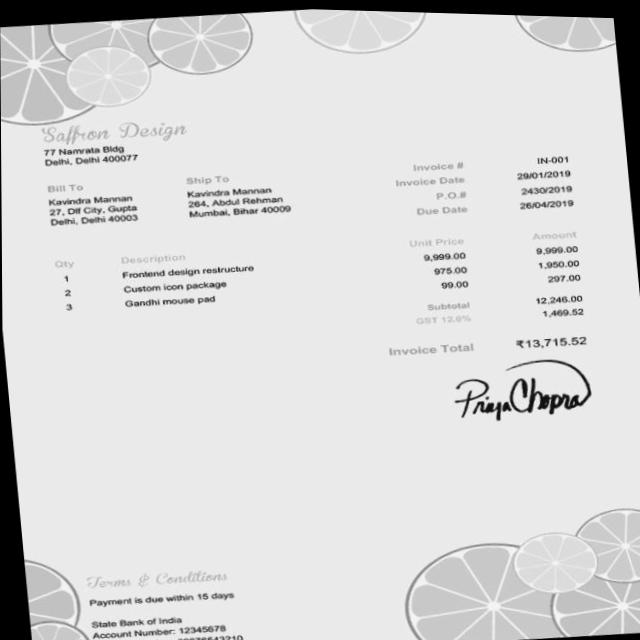 Saffron Design
77 Namrata Bldg
Delhi, Delhi 400077
Bill To
Kavindra Mannan
27, Dlf City, Gupta
Delhi, Delhi 40003
Ship To
Kavindra Mannan
264, Abdul Rehman
Mumbai, Bihar 40009
Invoice # IN-001
Invoice Date 29/01/2019
P.O.# 2430/2019
Due Date 26/04/2019
Qty Description Unit Price Amount
1 Frontend design restructure 9,999.00 9,999.00
2 Custom icon package 975.00 1,950.00
3 Gandhi mouse pad 99.00 297.00
Subtotal 12,246.00
GST 12.0% 1,469.52
Invoice Total ₹13,715.52
Priya Chopra
Terms & Conditions
Payment is due within 15 days
State Bank of India
Account Number: 12345678